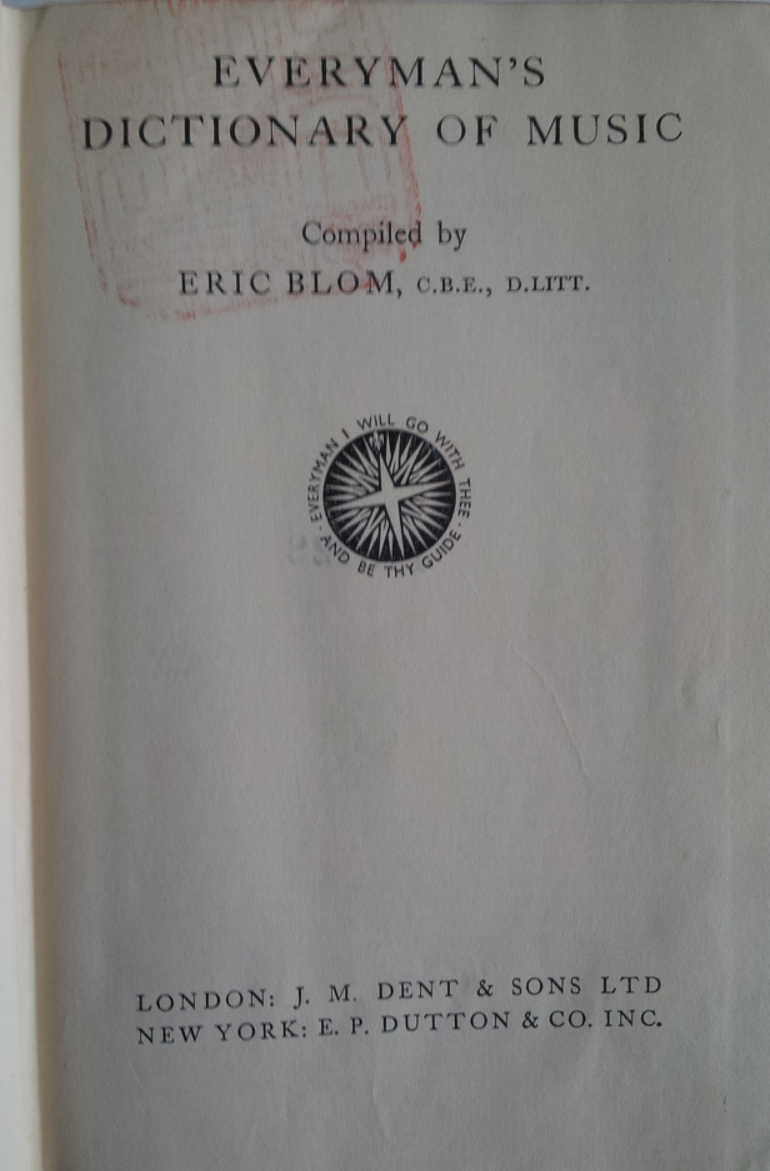 EVERYMAN'S
DICTIONARY OF MUSIC
Compiled by
ERIC BLOM, C.B.E., D.LITT.
EVERYMAN I WILL GO WITH THEE ·
AND BE THY GUIDE ·
LONDON: J. M. DENT & SONS LTD
NEW YORK: E. P. DUTTON & CO. INC.